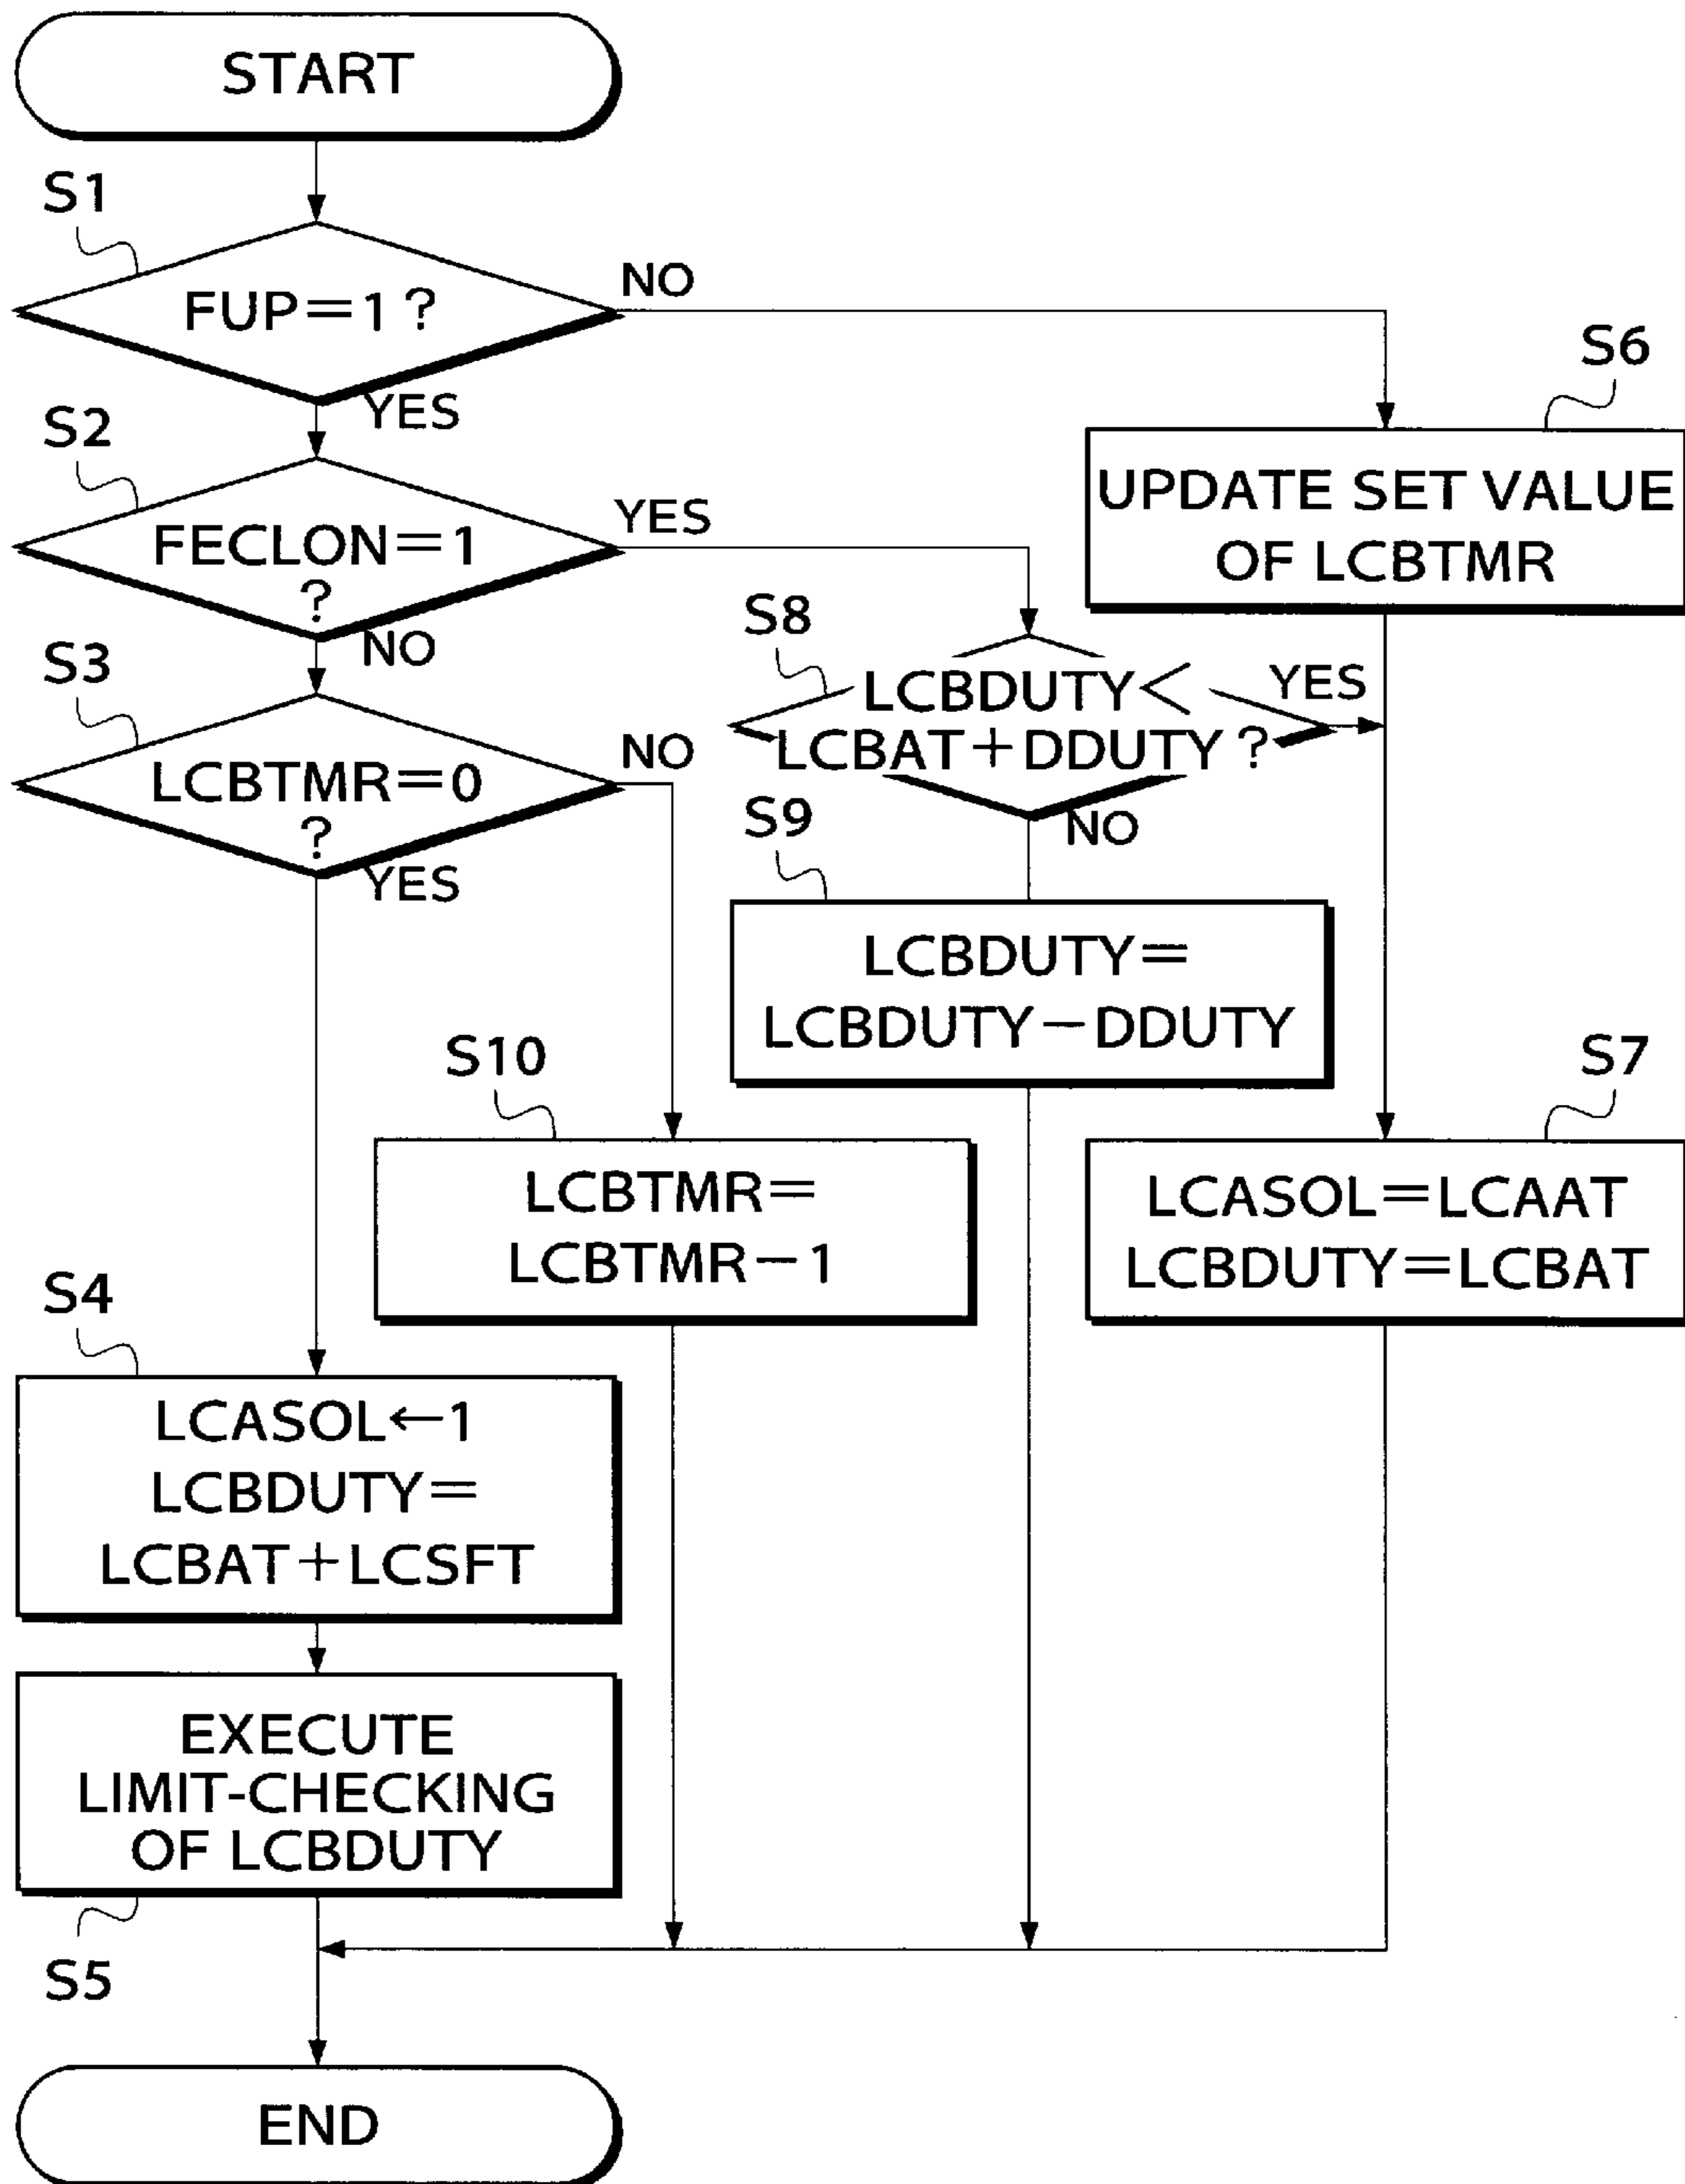 START
S1
FUP=1?
NO
YES
S2
FECLON=1
?
YES
NO
S3
LCBTMR=0
?
NO
YES
S6
UPDATE SET VALUE
OF LCBTMR
S8
LCBDUTY<
LCBAT+DDUTY?
YES
NO
S9
LCBDUTY=
LCBDUTY-DDUTY
S10
LCBTMR=
LCBTMR-1
S7
LCASOL=LCAAT
LCBDUTY=LCBAT
S4
LCASOL←1
LCBDUTY=
LCBAT+LCSFT
EXECUTE
LIMIT-CHECKING
OF LCBDUTY
S5
END